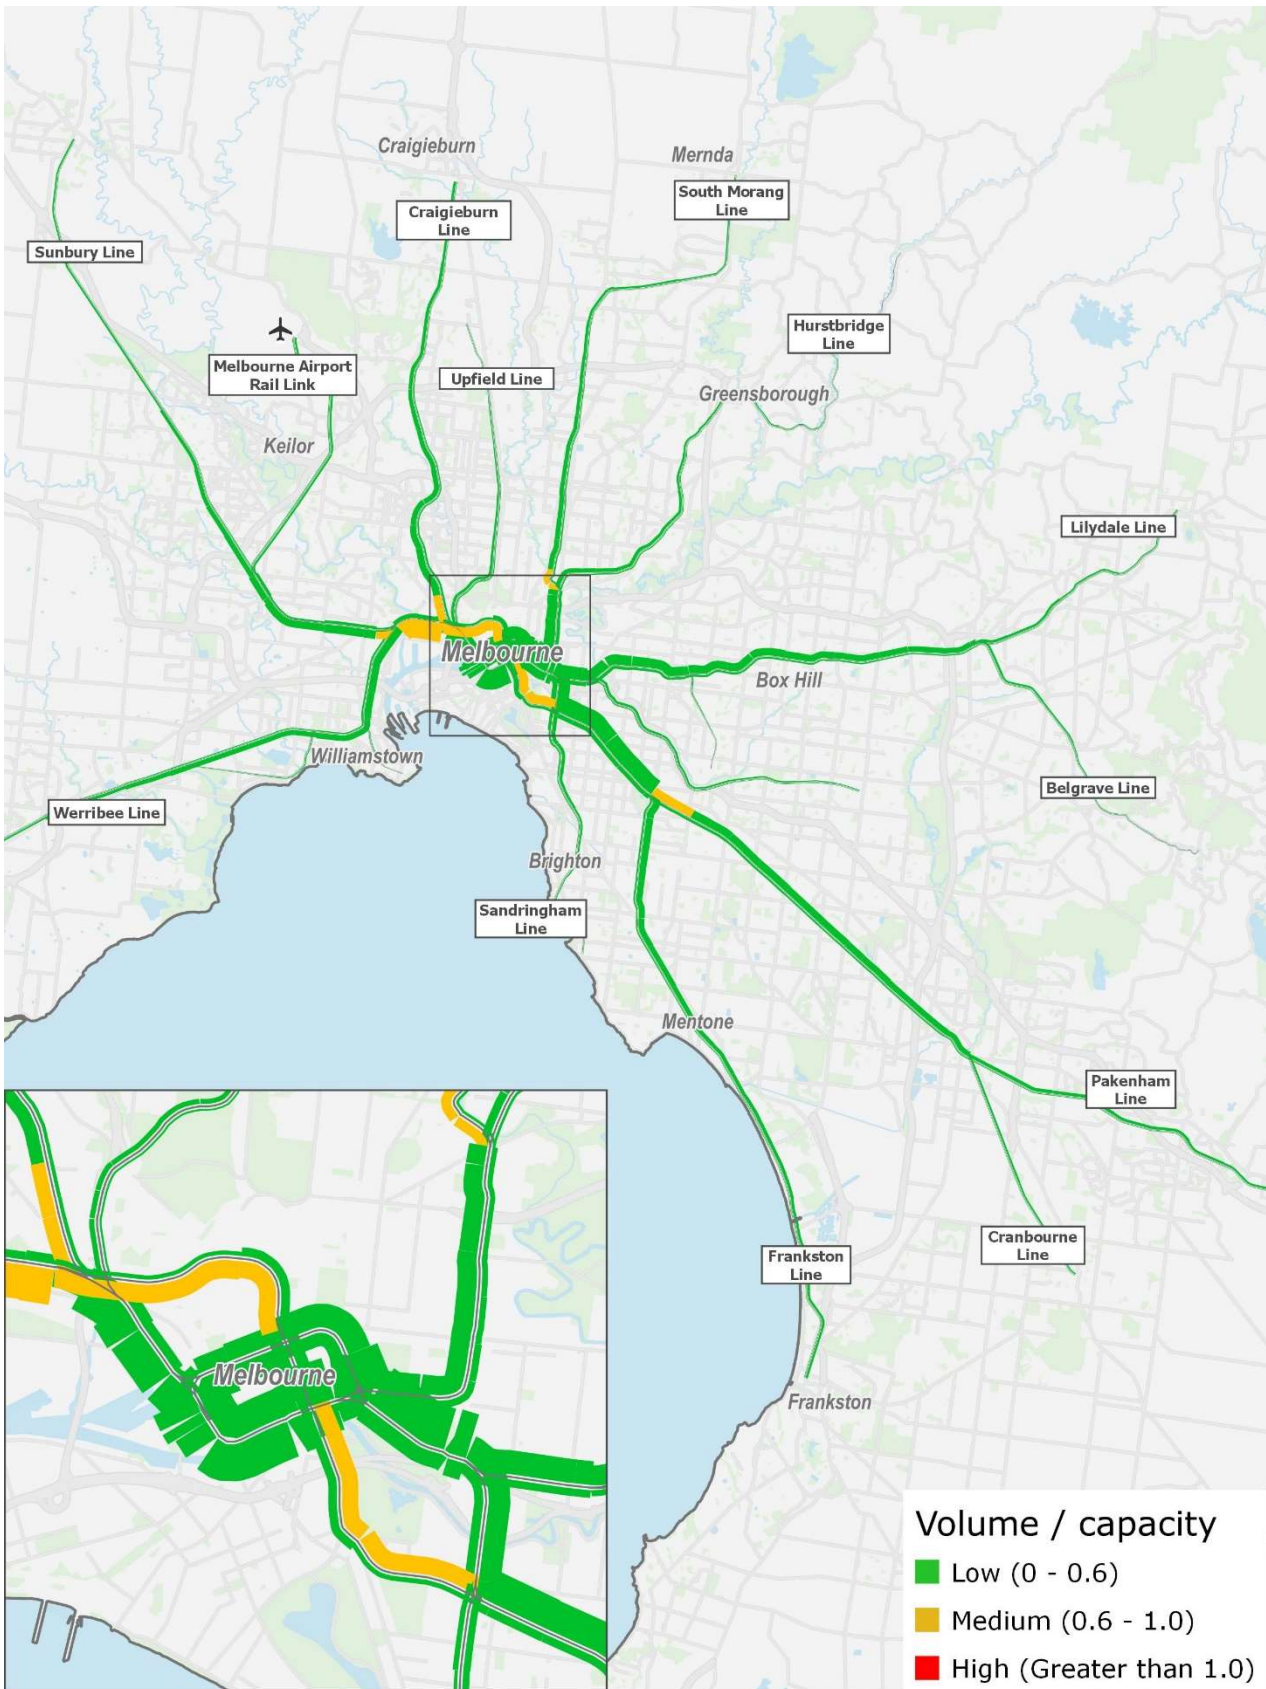 Craigieburn
Mernda
South Morang
Line
Craigieburn
Line
Sunbury Line
Hurstbridge
Line
Melbourne Airport
Rail Link
Upfield Line
Greensborough
Keilor
Lilydale Line
Melbourne
Box Hill
Williamstown
Belgrave Line
Werribee Line
Brighton
Sandringham
Line
Mentone
Pakenham
Line
Cranbourne
Line
Frankston
Line
Melbourne
Frankston
Volume / capacity
Low (0 - 0.6)
Medium (0.6 - 1.0)
High (Greater than 1.0)